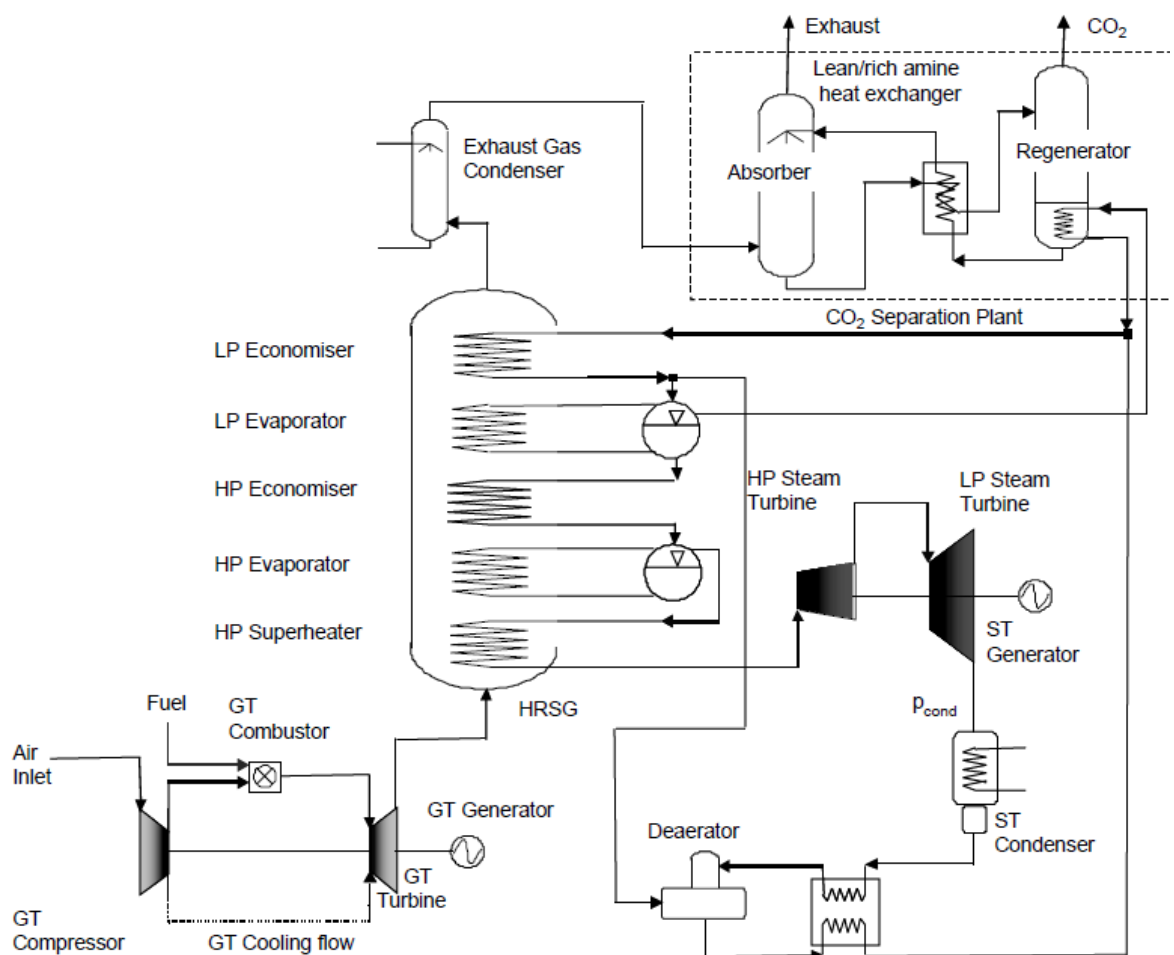 Exhaust
CO₂
Lean/rich amine
heat exchanger
Exhaust Gas
Condenser
Absorber
Regenerator
CO₂ Separation Plant
LP Economiser
LP Evaporator
HP Economiser
HP Steam
Turbine
LP Steam
Turbine
HP Evaporator
HP Superheater
ST
Generator
HRSG
p_cond
Fuel
GT
Combustor
Air
Inlet
GT Generator
Deaerator
ST
Condenser
GT
Turbine
GT
Compressor
GT Cooling flow